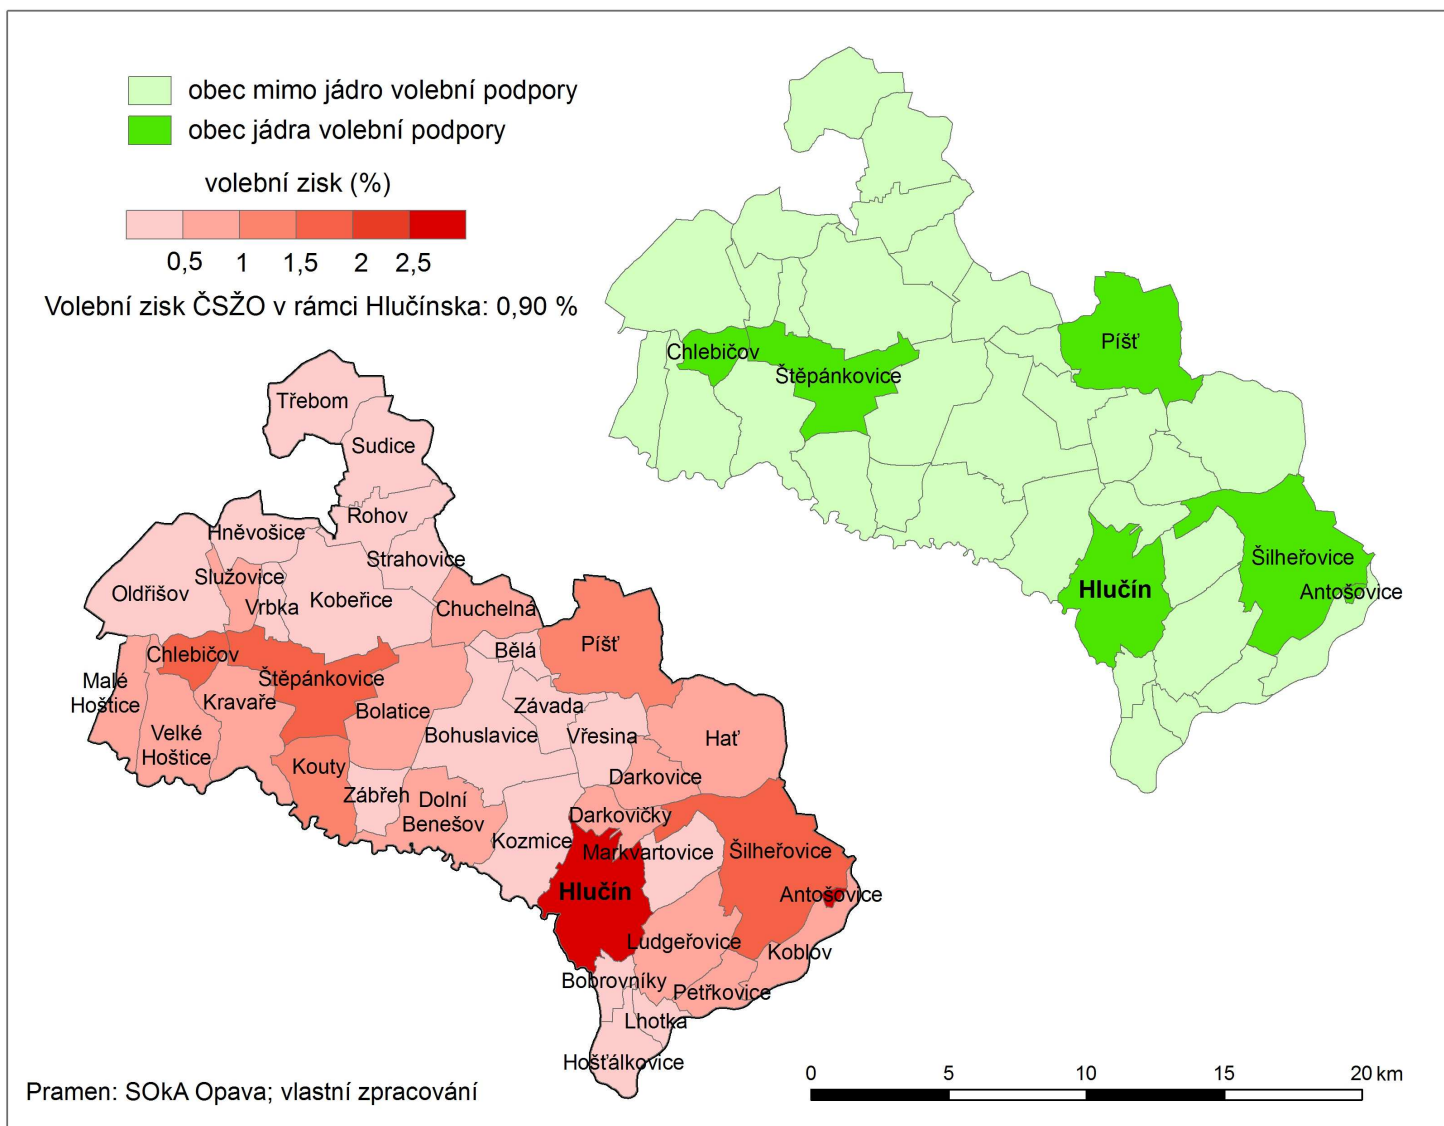 obec mimo jádro volební podpory
obec jádra volební podpory
volební zisk (%)
0,5 1 1,5 2 2,5
Volební zisk ČSŽO v rámci Hlučínska: 0,90 %
Píšť
Chlebičov
Štěpánkovice
Šilheřovice
Hlučín
Antošovice
Třebom
Sudice
Rohov
Hněvošice
Strahovice
Služovice
Oldřišov
Vrbka
Kobeřice
Chuchelná
Píšť
Bělá
Chlebičov
Štěpánkovice
Malé
Hoštice
Kravaře
Bolatice
Závada
Velké
Hoštice
Bohuslavice
Vřesina
Hať
Kouty
Darkovice
Zábřeh
Dolní
Benešov
Darkovičky
Kozmice
Markvartovice
Šilheřovice
Hlučín
Antošovice
Ludgeřovice
Koblov
Bobrovníky
Petřkovice
Lhotka
Hošťálkovice
Pramen: SOkA Opava; vlastní zpracování
0 5 10 15 20 km